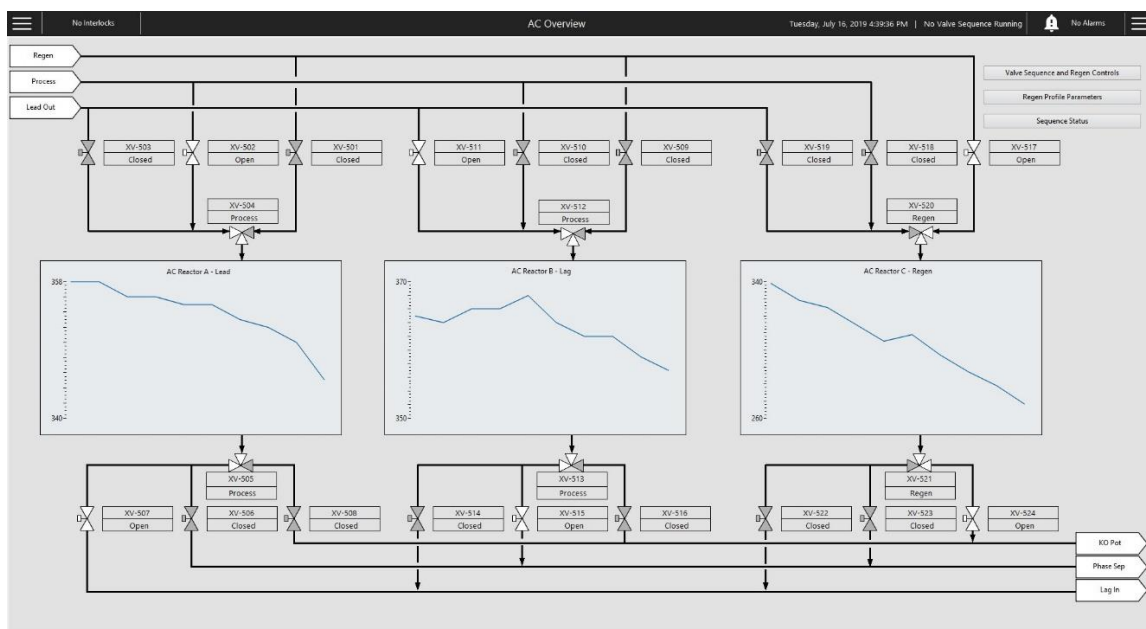 No Interlocks
AC Overview
Tuesday, July 16, 2019 4:39:36 PM | No Valve Sequence Running
No Alarms
Regen
Process
Lead Out
Valve Sequence and Regen Controls
Regen Profile Parameters
Sequence Status
XV-503
Closed
XV-502
Open
XV-501
Closed
XV-511
Open
XV-510
Closed
XV-509
Closed
XV-519
Closed
XV-518
Closed
XV-517
Open
XV-504
Process
XV-512
Process
XV-520
Regen
AC Reactor A - Lead
358
340
AC Reactor B - Lag
370
350
AC Reactor C - Regen
340
260
XV-505
Process
XV-513
Process
XV-521
Regen
XV-507
Open
XV-506
Closed
XV-508
Closed
XV-514
Closed
XV-515
Open
XV-516
Closed
XV-522
Closed
XV-523
Closed
XV-524
Open
KO Pot
Phase Sep
Lag In